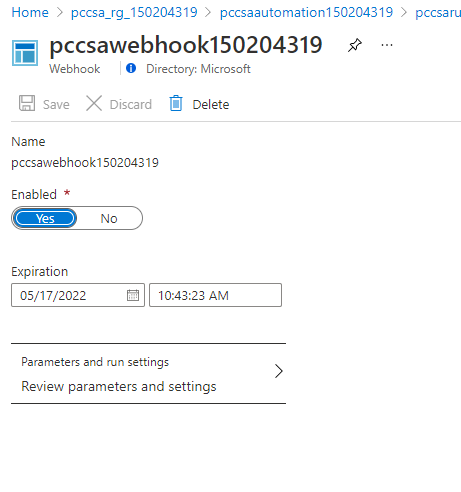 Home > pccsa_rg_150204319 > pccsaautomation150204319 > pccsaru
pccsawebhook150204319 ...
Webhook | Directory: Microsoft
Save Discard Delete
Name
pccsawebhook150204319
Enabled *
Yes No
Expiration
05/17/2022 10:43:23 AM
Parameters and run settings
Review parameters and settings